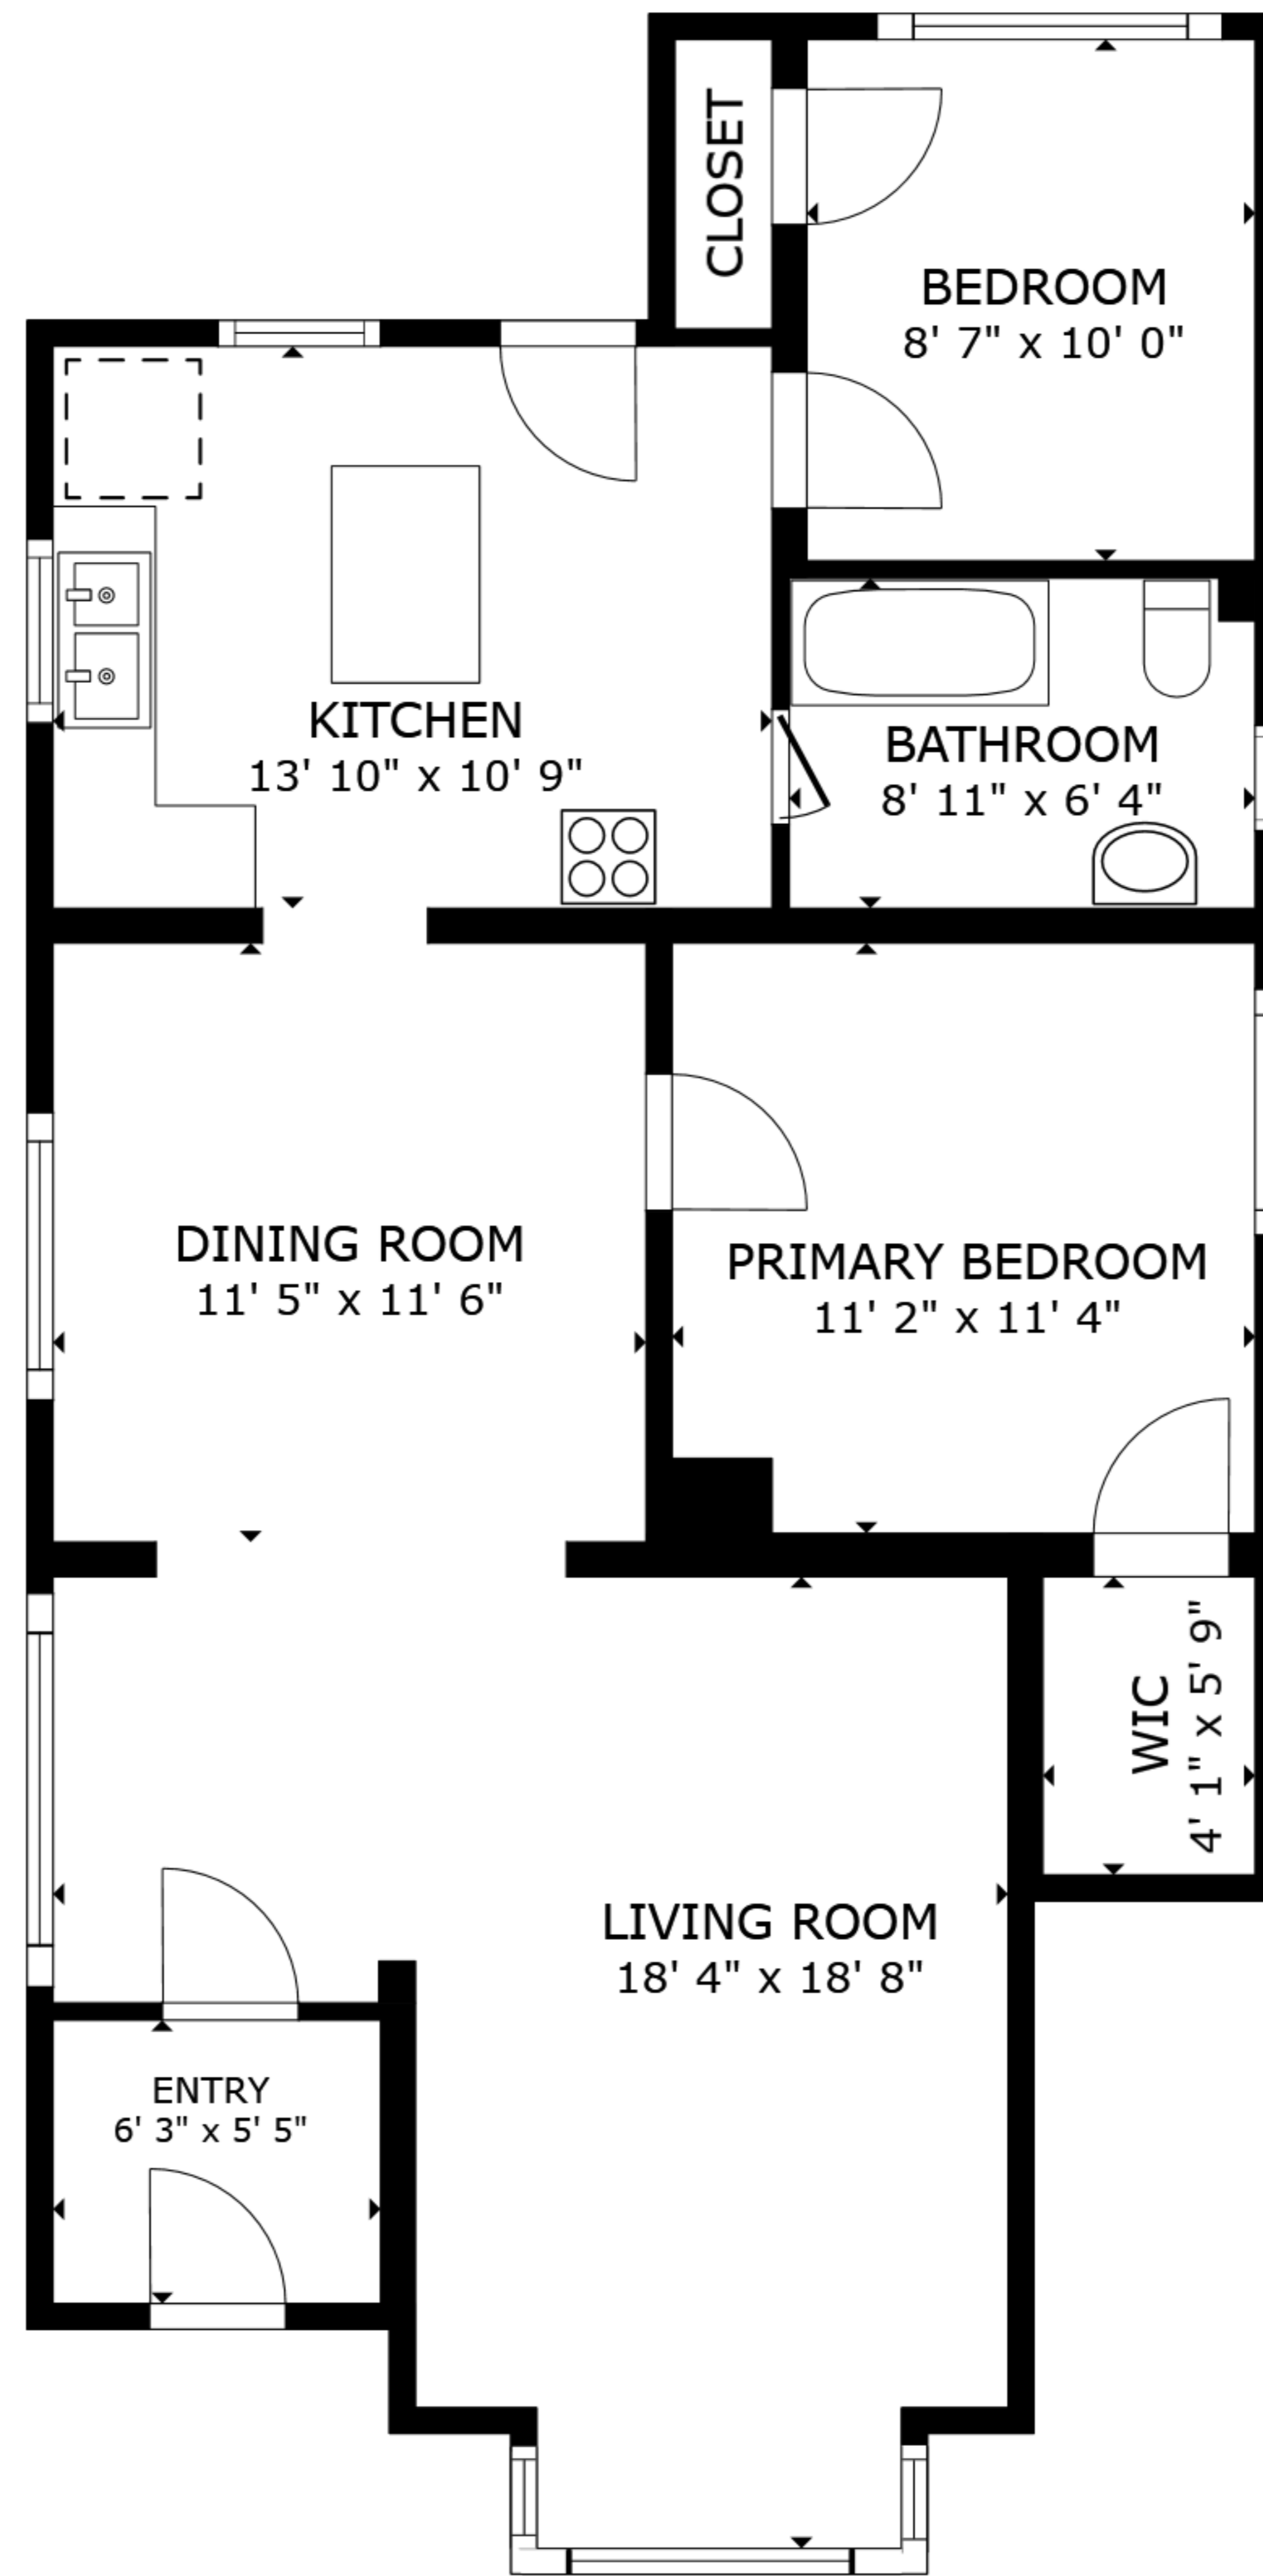 CLOSET
BEDROOM
8' 7" x 10' 0"
KITCHEN
13' 10" x 10' 9"
BATHROOM
8' 11" x 6' 4"
DINING ROOM
11' 5" x 11' 6"
PRIMARY BEDROOM
11' 2" x 11' 4"
WIC
4' 1" x 5' 9"
LIVING ROOM
18' 4" x 18' 8"
ENTRY
6' 3" x 5' 5"